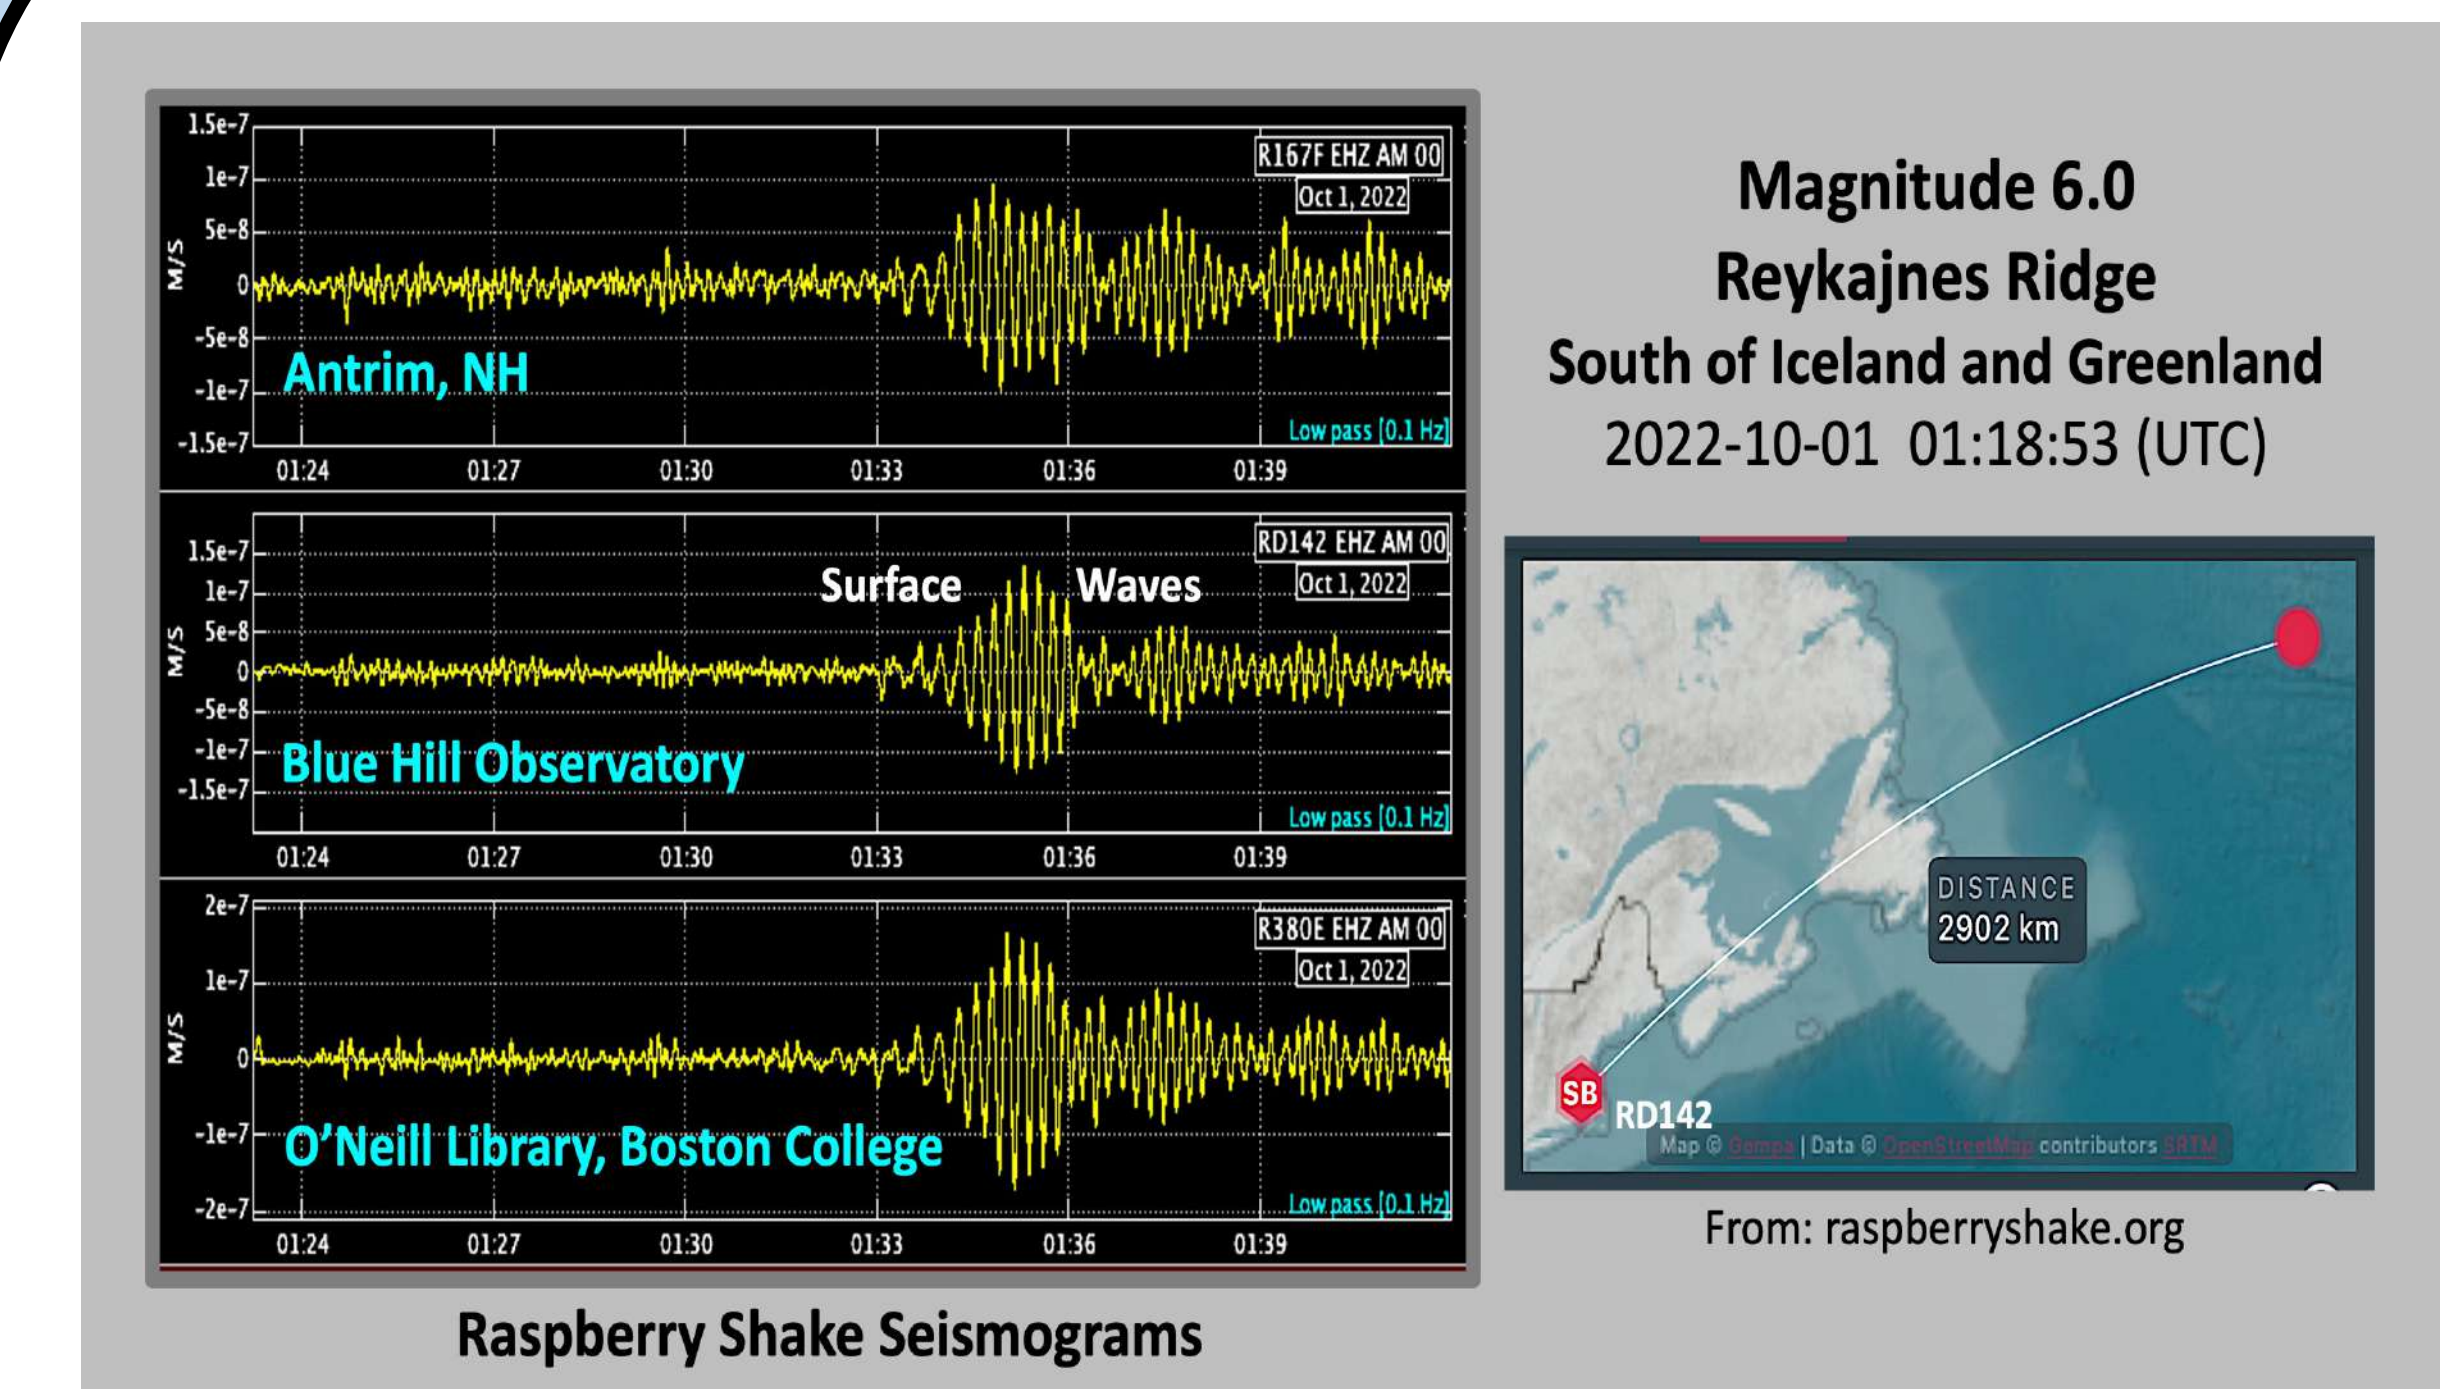 1.5e-7
1e-7
5e-8
M/S
0
-5e-8
-1e-7
-1.5e-7
R167F EHZ AM 00
Oct 1, 2022
Antrim, NH
Low pass [0.1 Hz]
01:24 01:27 01:30 01:33 01:36 01:39
1.5e-7
1e-7
5e-8
M/S
0
-5e-8
-1e-7
-1.5e-7
RD142 EHZ AM 00
Oct 1, 2022
Surface Waves
Blue Hill Observatory
Low pass [0.1 Hz]
01:24 01:27 01:30 01:33 01:36 01:39
2e-7
1e-7
M/S
0
-1e-7
-2e-7
R380E EHZ AM 00
Oct 1, 2022
O'Neill Library, Boston College
Low pass [0.1 Hz]
01:24 01:27 01:30 01:33 01:36 01:39
Raspberry Shake Seismograms
Magnitude 6.0
Reykajnes Ridge
South of Iceland and Greenland
2022-10-01 01:18:53 (UTC)
DISTANCE
2902 km
SB
RD142
Map © Gempa | Data © OpenStreetMap contributors SRTM
From: raspberryshake.org